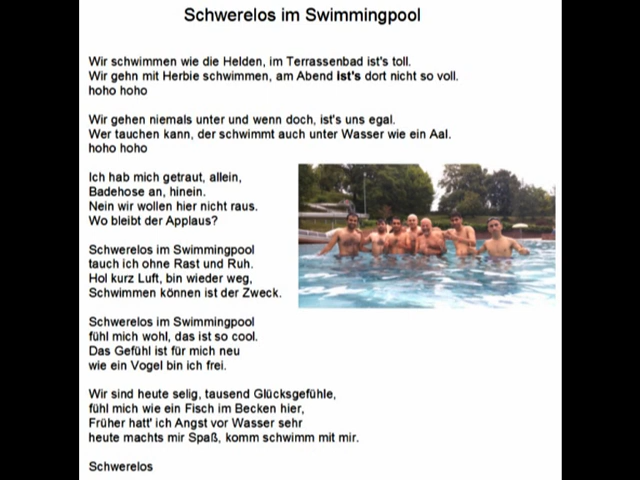 Schwerelos im Swimmingpool
Wir schwimmen wie die Helden, im Terrassenbad ist's toll.
Wir gehn mit Herbie schwimmen, am Abend ist's dort nicht so voll.
hoho hoho
Wir gehen niemals unter und wenn doch, ist's uns egal.
Wer tauchen kann, der schwimmt auch unter Wasser wie ein Aal.
hoho hoho
Ich hab mich getraut, allein,
Badehose an, hinein.
Nein wir wollen hier nicht raus.
Wo bleibt der Applaus?
Schwerelos im Swimmingpool
tauch ich ohne Rast und Ruh.
Hol kurz Luft, bin wieder weg,
Schwimmen können ist der Zweck.
Schwerelos im Swimmingpool
fühl mich wohl, das ist so cool.
Das Gefühl ist für mich neu
wie ein Vogel bin ich frei.
Wir sind heute selig, tausend Glücksgefühle,
fühl mich wie ein Fisch im Becken hier,
Früher hatt' ich Angst vor Wasser sehr
heute machts mir Spaß, komm schwimm mit mir.
Schwerelos